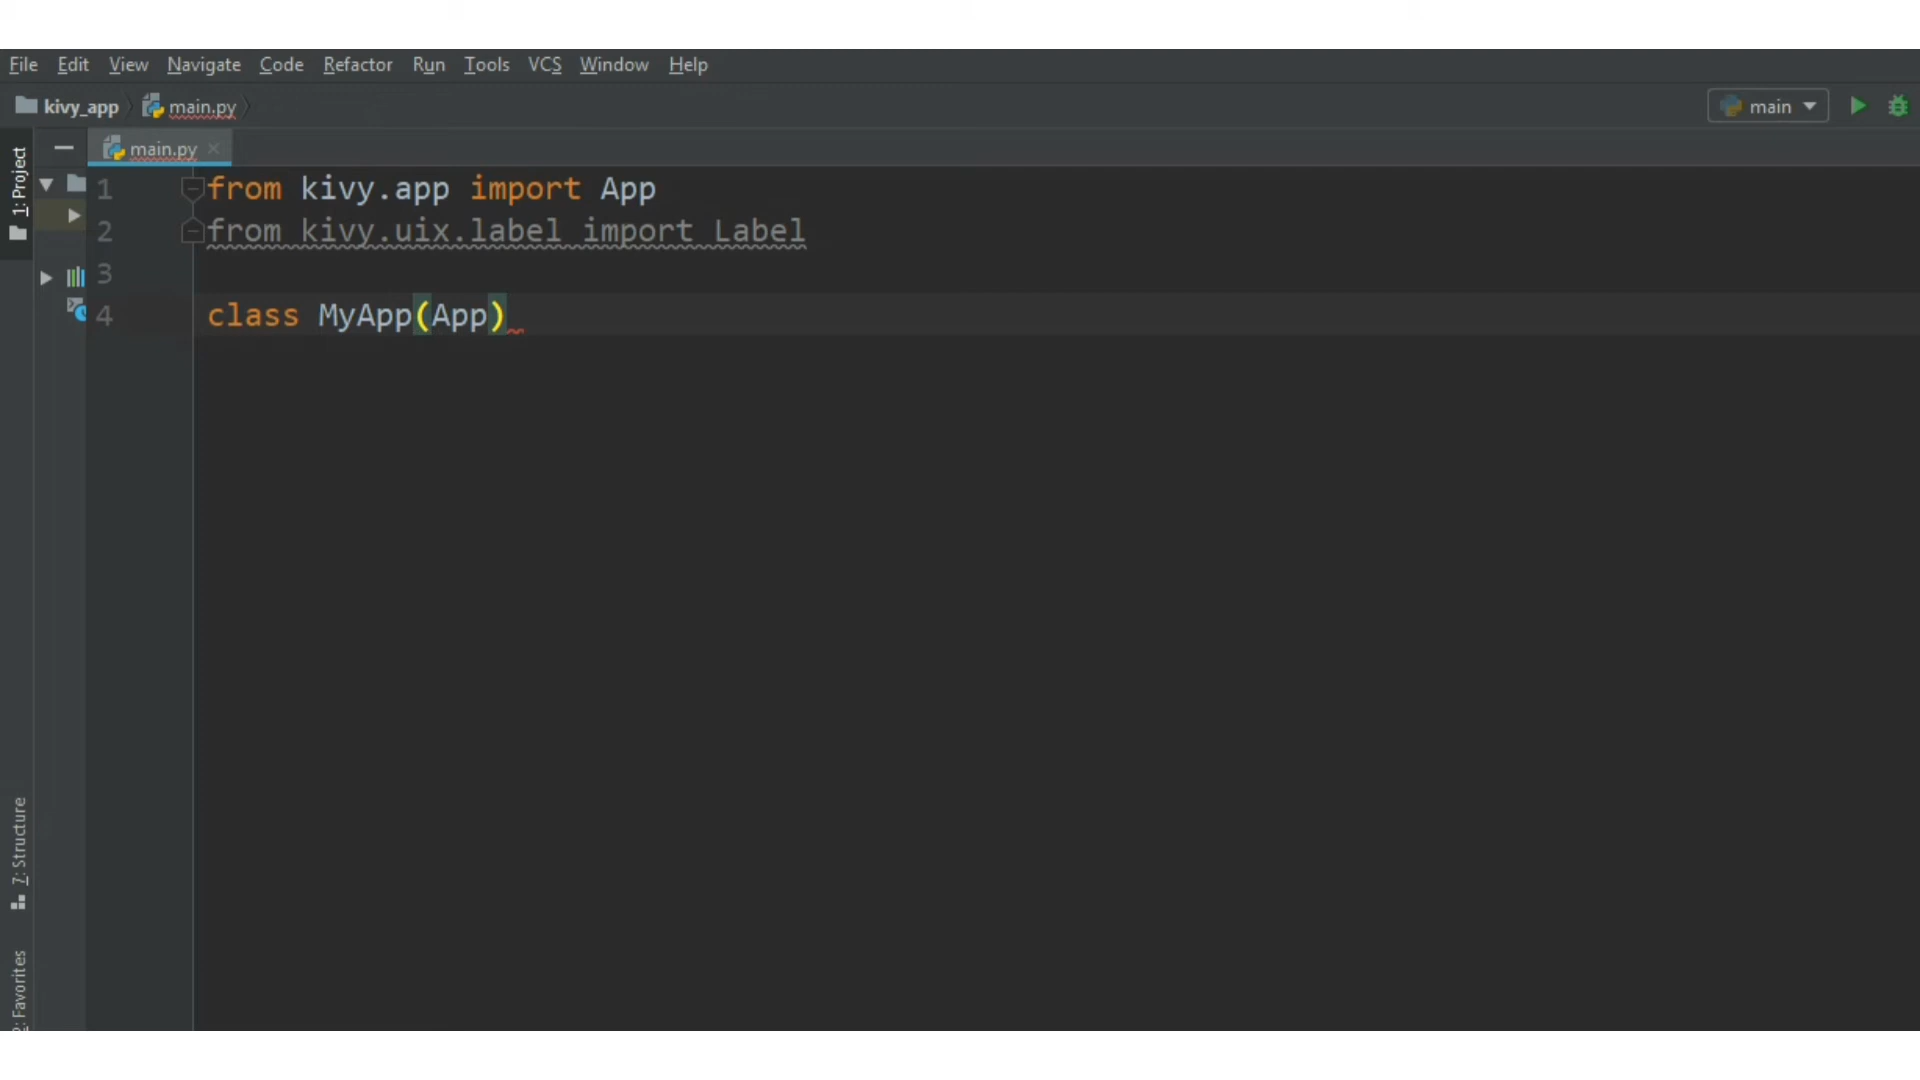 File Edit View Navigate Code Refactor Run Tools VCS Window Help
kivy_app main.py main
main.py
1: Project
1 from kivy.app import App
2 from kivy.uix.label import Label
3
4 class MyApp(App)
7: Structure
2: Favorites